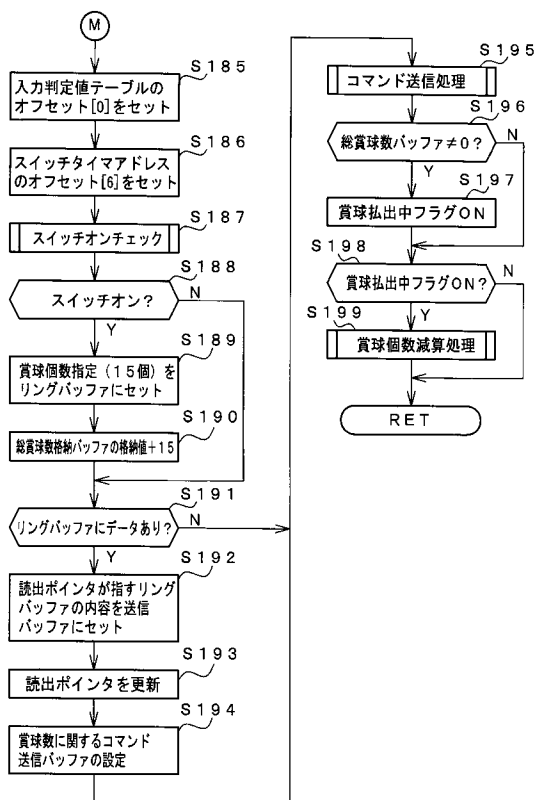 M
S185
入力判定値テーブルの
オフセット[0]をセット
S186
スイッチタイマアドレス
のオフセット[6]をセット
S187
スイッチオンチェック
S188
スイッチオン?
N
Y
S189
賞球個数指定(15個)を
リングバッファにセット
S190
総賞球数格納バッファの格納値+15
S191
リングバッファにデータあり?
N
Y
S192
読出ポインタが指すリング
バッファの内容を送信
バッファにセット
S193
読出ポインタを更新
S194
賞球数に関するコマンド
送信バッファの設定
S195
コマンド送信処理
S196
総賞球数バッファ≠0?
N
Y
S197
賞球払出中フラグON
S198
賞球払出中フラグON?
N
Y
S199
賞球個数減算処理
RET